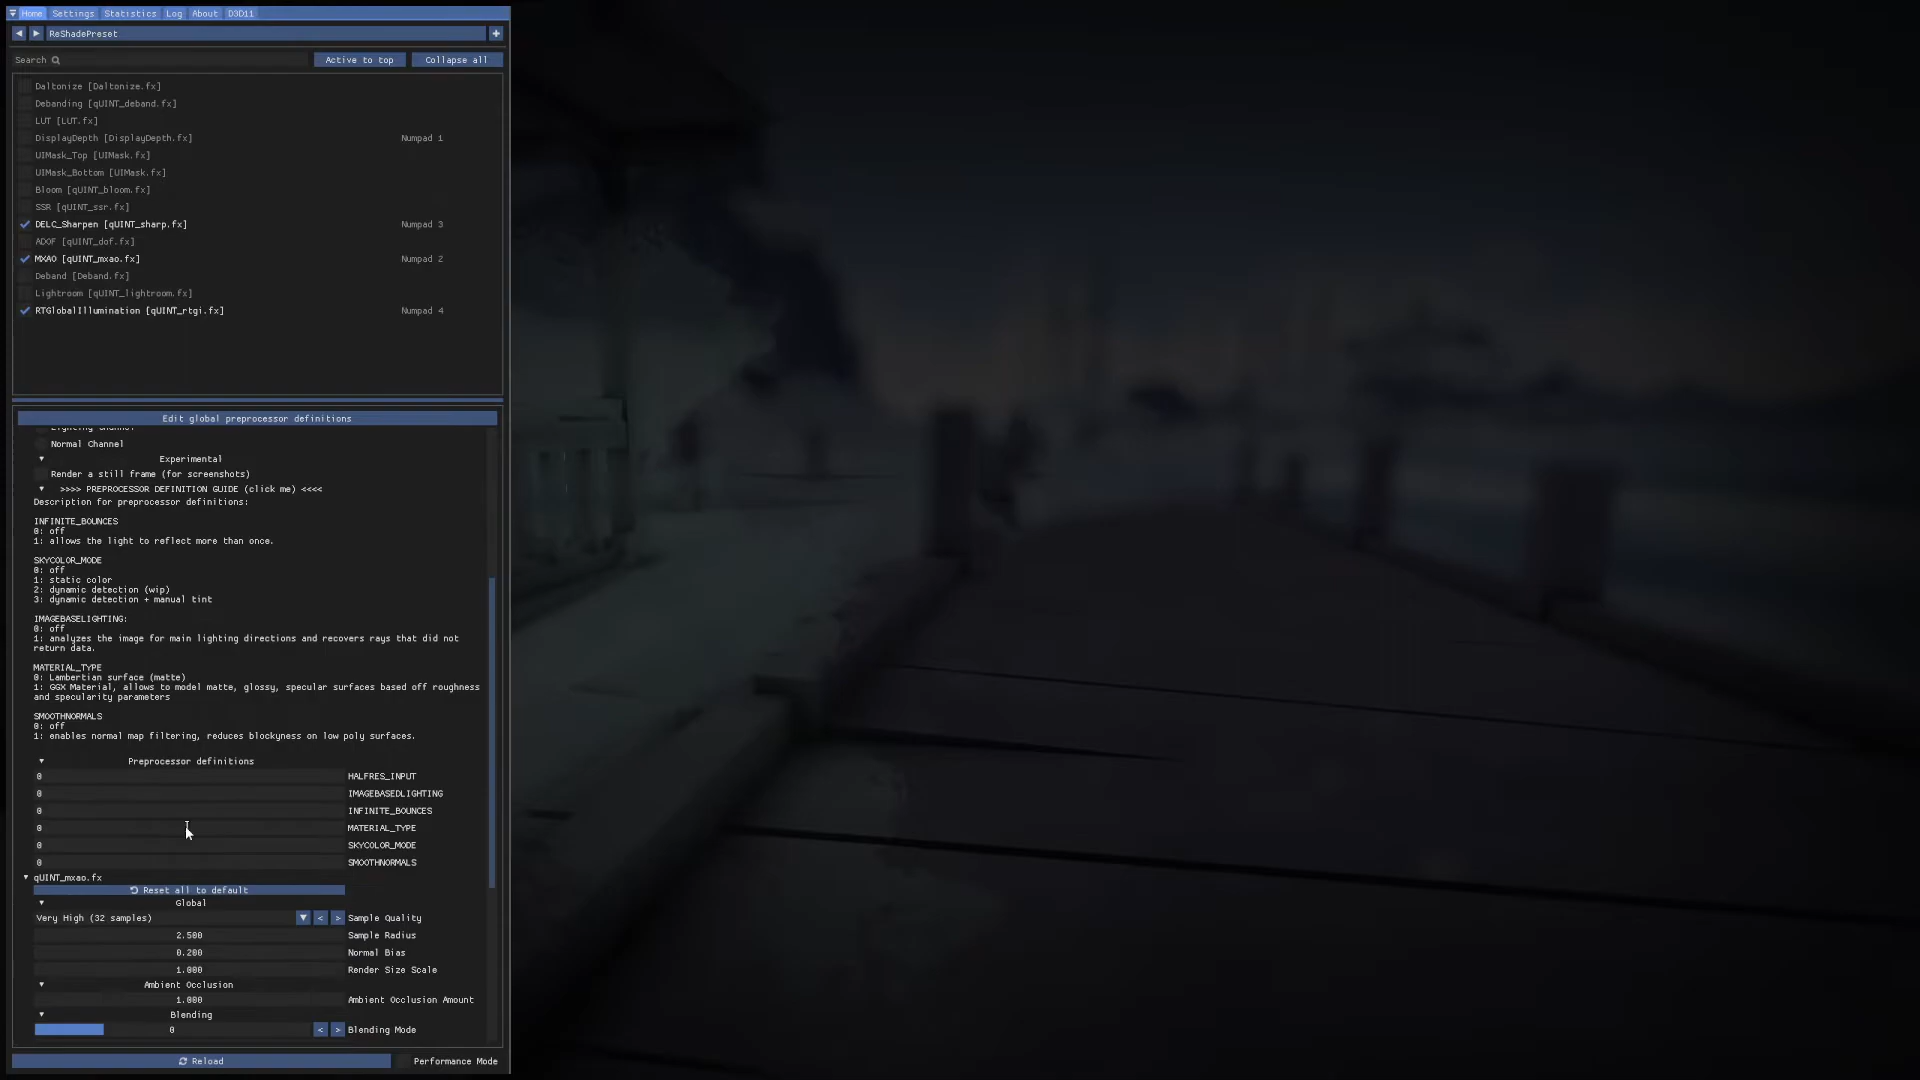 Home Settings Statistics Log About D3D11
ReShadePreset +
Search Active to top Collapse all
Daltonize [Daltonize.fx]
Debanding [qUINT_deband.fx]
LUT [LUT.fx]
DisplayDepth [DisplayDepth.fx] Numpad 1
UIMask_Top [UIMask.fx]
UIMask_Bottom [UIMask.fx]
Bloom [qUINT_bloom.fx]
SSR [qUINT_ssr.fx]
DELC_Sharpen [qUINT_sharp.fx] Numpad 3
ADOF [qUINT_dof.fx]
MXAO [qUINT_mxao.fx] Numpad 2
Deband [Deband.fx]
Lightroom [qUINT_lightroom.fx]
RTGlobalIllumination [qUINT_rtgi.fx] Numpad 4
Edit global preprocessor definitions
Lighting Channel
Normal Channel
Experimental
Render a still frame (for screenshots)
>>>> PREPROCESSOR DEFINITION GUIDE (click me) <<<<
Description for preprocessor definitions:
INFINITE_BOUNCES
0: off
1: allows the light to reflect more than once.
SKYCOLOR_MODE
0: off
1: static color
2: dynamic detection (wip)
3: dynamic detection + manual tint
IMAGEBASELIGHTING:
0: off
1: analyzes the image for main lighting directions and recovers rays that did not
return data.
MATERIAL_TYPE
0: Lambertian surface (matte)
1: GGX Material, allows to model matte, glossy, specular surfaces based off roughness
and specularity parameters
SMOOTHNORMALS
0: off
1: enables normal map filtering, reduces blockyness on low poly surfaces.
Preprocessor definitions
0 HALFRES_INPUT
0 IMAGEBASEDLIGHTING
0 INFINITE_BOUNCES
0 MATERIAL_TYPE
0 SKYCOLOR_MODE
0 SMOOTHNORMALS
qUINT_mxao.fx
Reset all to default
Global
Very High (32 samples) < > Sample Quality
2.500 Sample Radius
0.200 Normal Bias
1.000 Render Size Scale
Ambient Occlusion
1.000 Ambient Occlusion Amount
Blending
0 < > Blending Mode
Reload Performance Mode